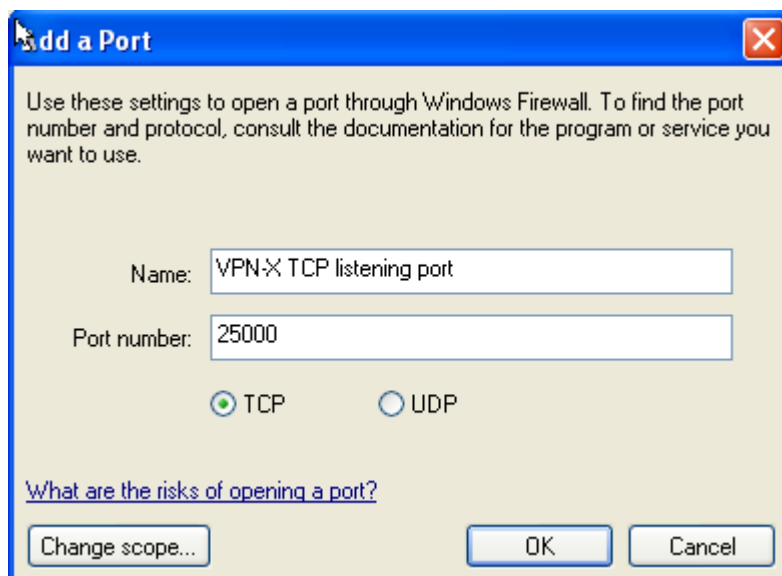 Add a Port
Use these settings to open a port through Windows Firewall. To find the port
number and protocol, consult the documentation for the program or service you
want to use.
Name: VPN-X TCP listening port
Port number: 25000
TCP UDP
What are the risks of opening a port?
Change scope... OK Cancel